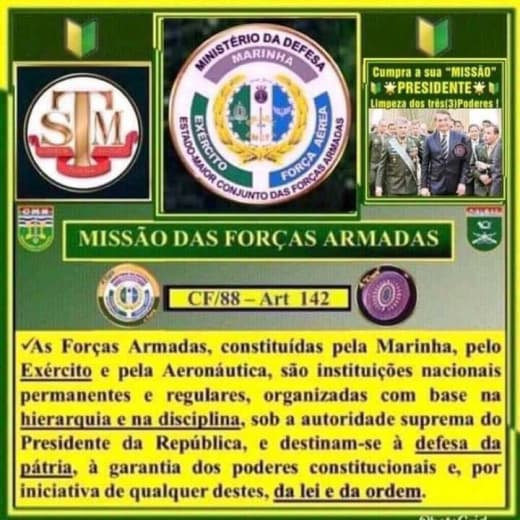 MINISTÉRIO DA DEFESA
MARINHA
EXÉRCITO
FORÇA AÉREA
ESTADO-MAIOR CONJUNTO DAS FORÇAS ARMADAS
STM
Cumpra a sua "MISSÃO"
PRESIDENTE
Limpeza dos três(3)Poderes !
MISSÃO DAS FORÇAS ARMADAS
CF/88 – Art 142
✓As Forças Armadas, constituídas pela Marinha, pelo
Exército e pela Aeronáutica, são instituições nacionais
permanentes e regulares, organizadas com base na
hierarquia e na disciplina, sob a autoridade suprema do
Presidente da República, e destinam-se à defesa da
pátria, à garantia dos poderes constitucionais e, por
iniciativa de qualquer destes, da lei e da ordem.